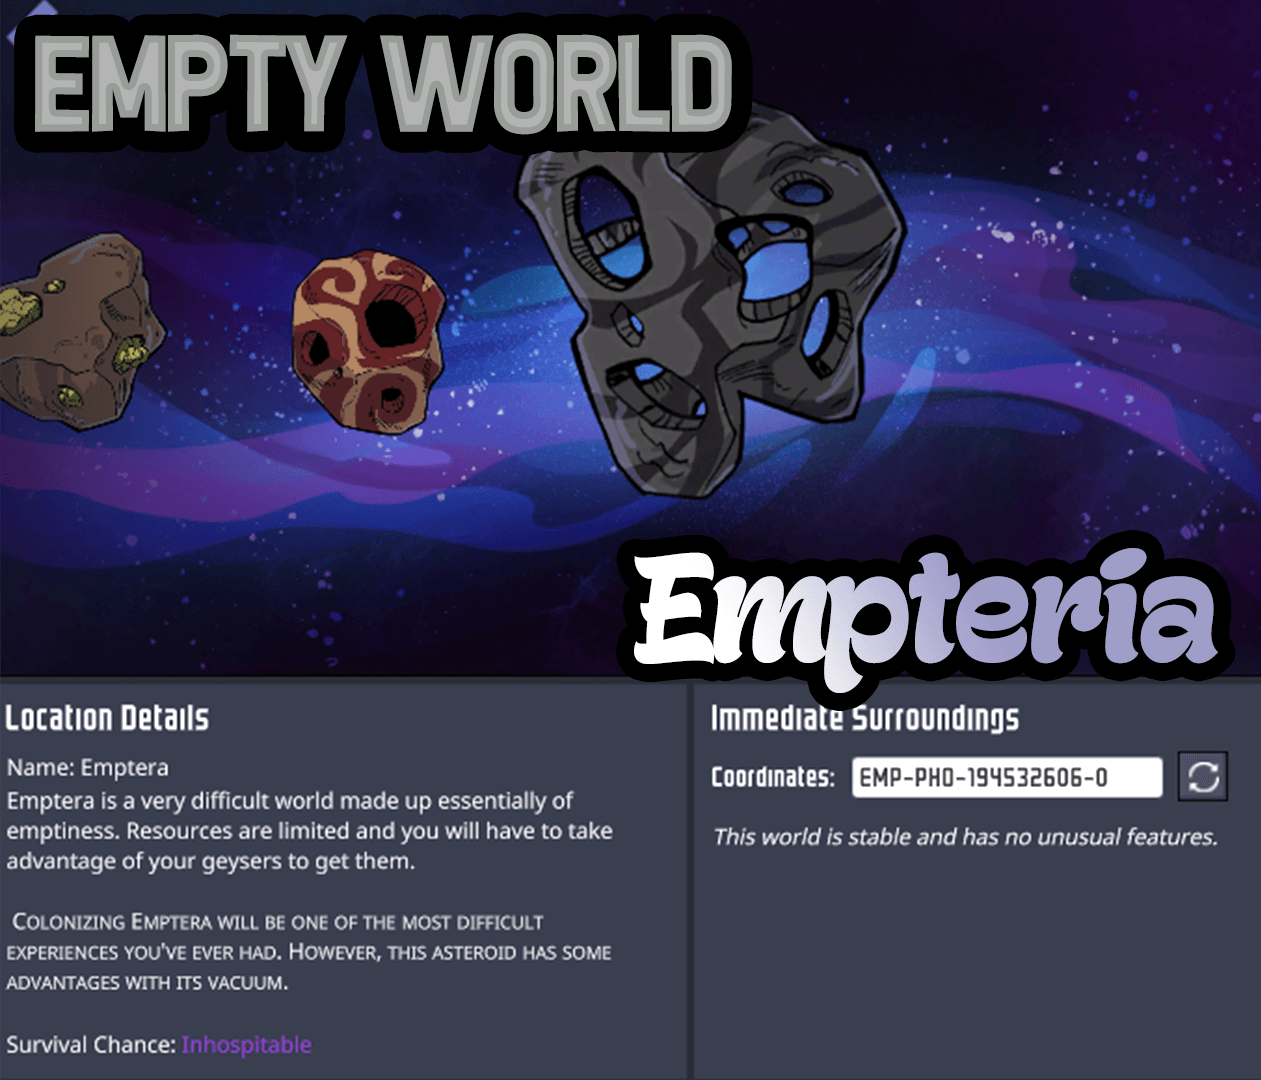 EMPTY WORLD
Empteria
Location Details
Name: Emptera
Emptera is a very difficult world made up essentially of
emptiness. Resources are limited and you will have to take
advantage of your geysers to get them.
Colonizing Emptera will be one of the most difficult
experiences you've ever had. However, this asteroid has some
advantages with its vacuum.
Survival Chance: Inhospitable
Immediate Surroundings
Coordinates: EMP-PHO-194532606-0
This world is stable and has no unusual features.